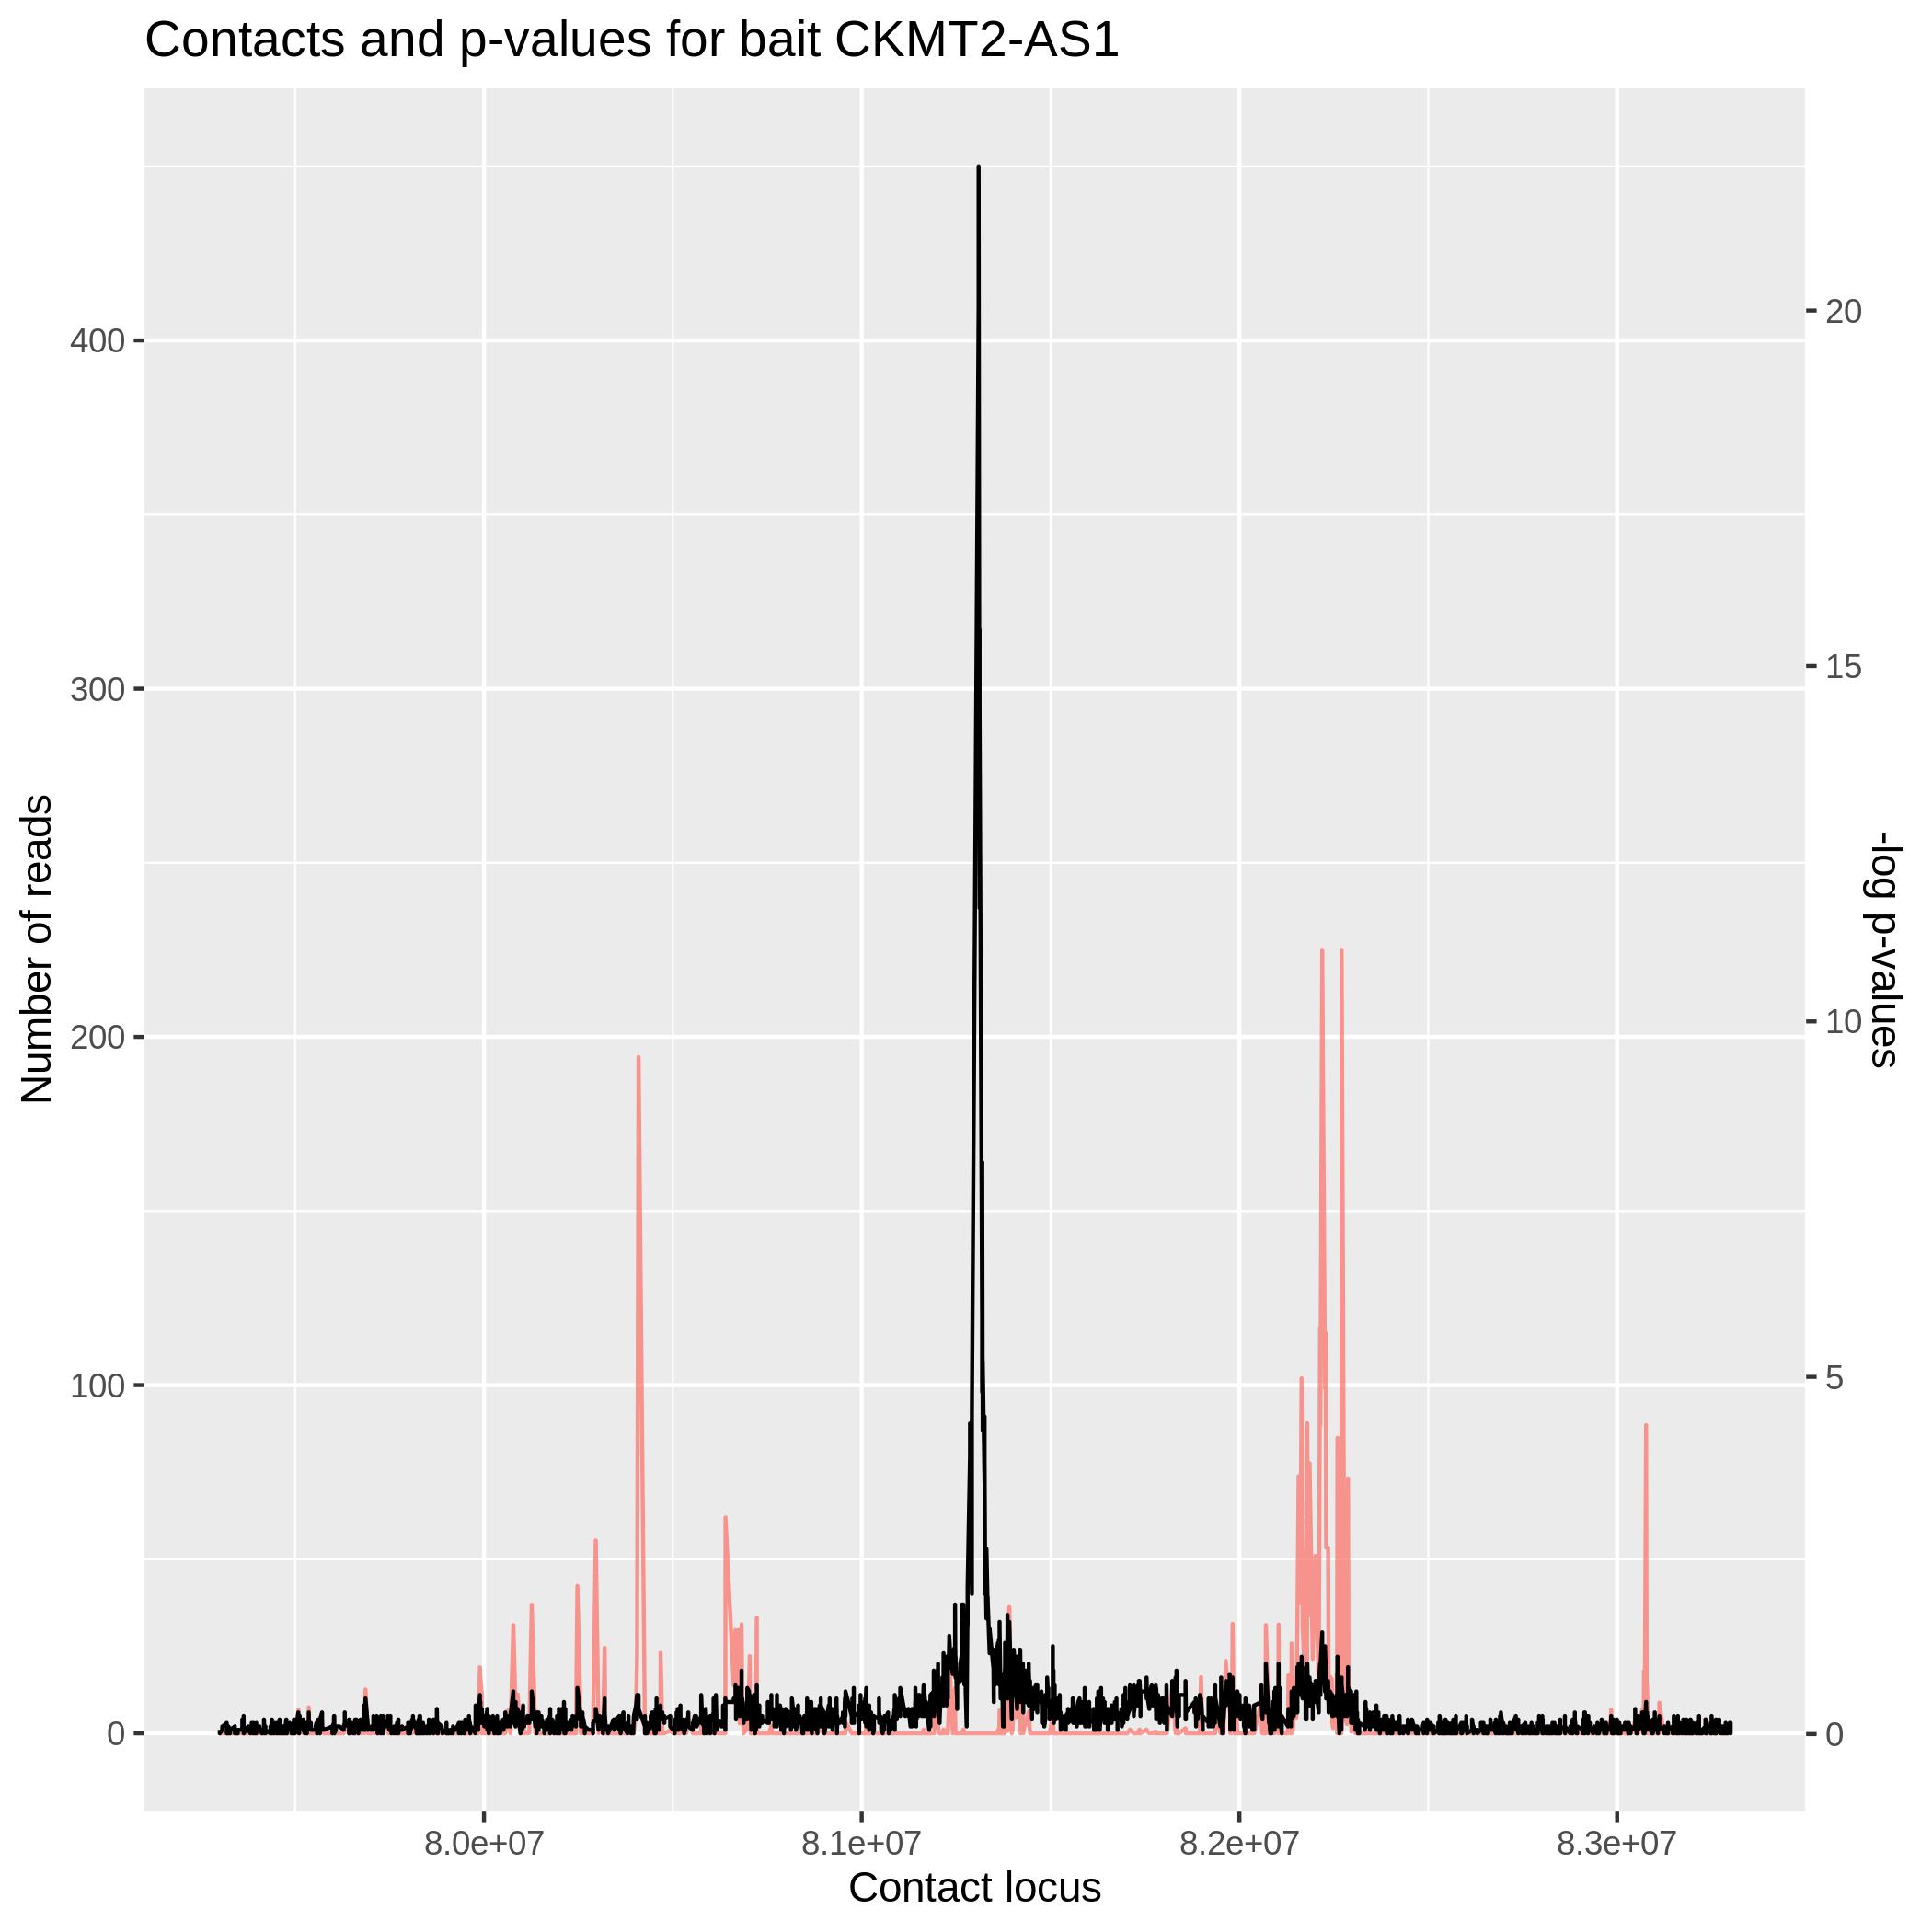 Contacts and p-values for bait CKMT2-AS1
Number of reads
400
300
200
100
0
20
15
10
5
0
-log p-values
8.0e+07
8.1e+07
8.2e+07
8.3e+07
Contact locus